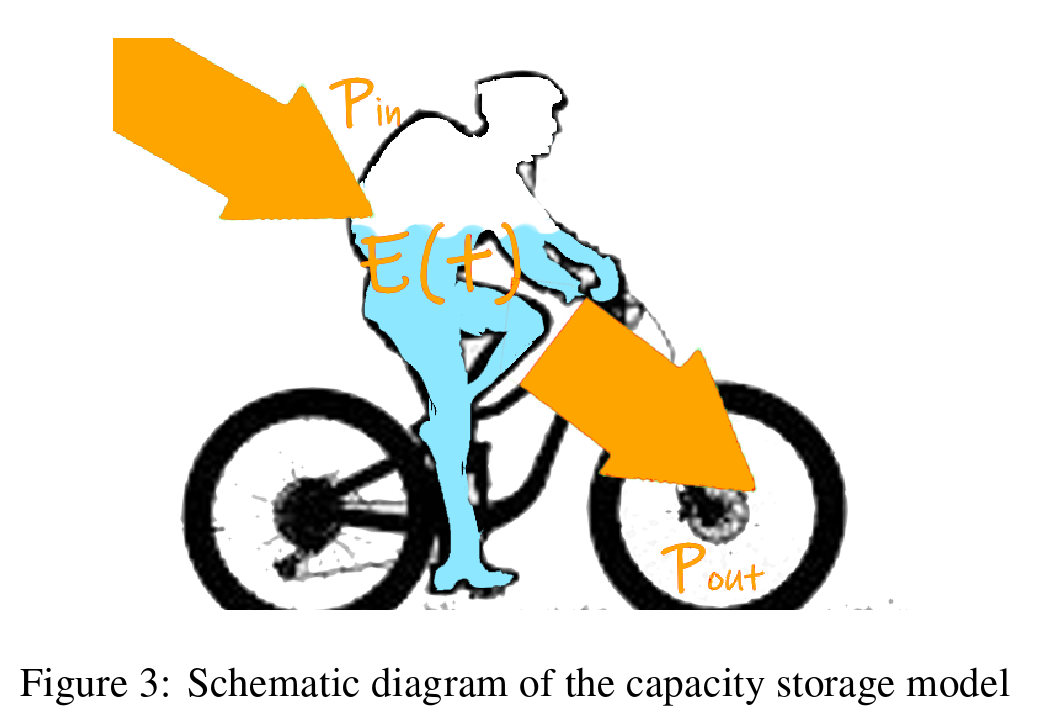 Pin
E(t)
Pout
Figure 3: Schematic diagram of the capacity storage model